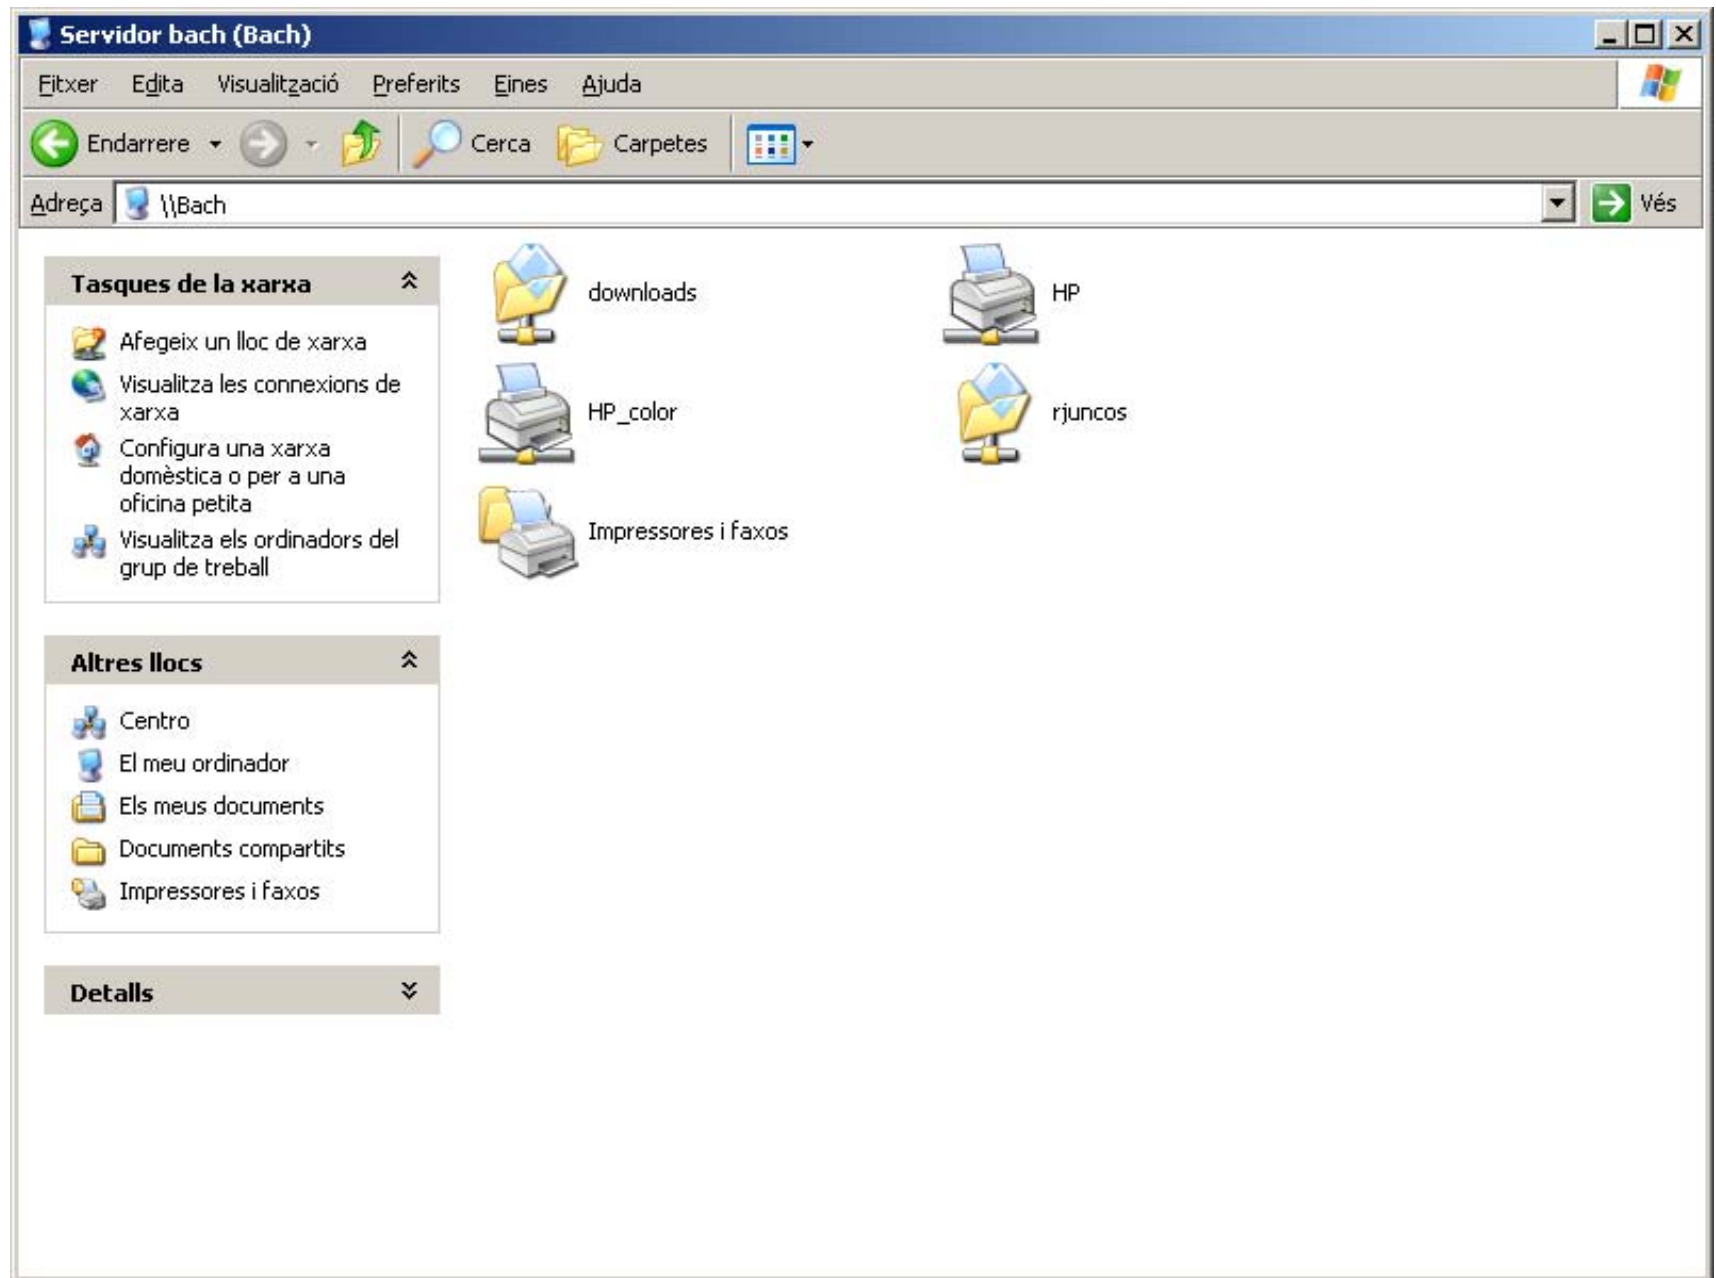 Servidor bach (Bach)
Fitxer Edita Visualització Preferits Eines Ajuda
Endarrere Cerca Carpetes
Adreça \\Bach Vés
Tasques de la xarxa
Afegeix un lloc de xarxa
Visualitza les connexions de
xarxa
Configura una xarxa
domèstica o per a una
oficina petita
Visualitza els ordinadors del
grup de treball
Altres llocs
Centro
El meu ordinador
Els meus documents
Documents compartits
Impressores i faxos
Detalls
downloads
HP
HP_color
rjuncos
Impressores i faxos